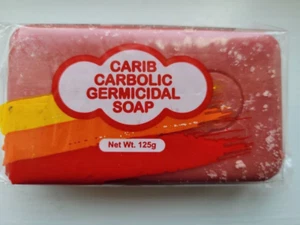 CARIB
CARBOLIC
GERMICIDAL
SOAP
Net Wt. 125g